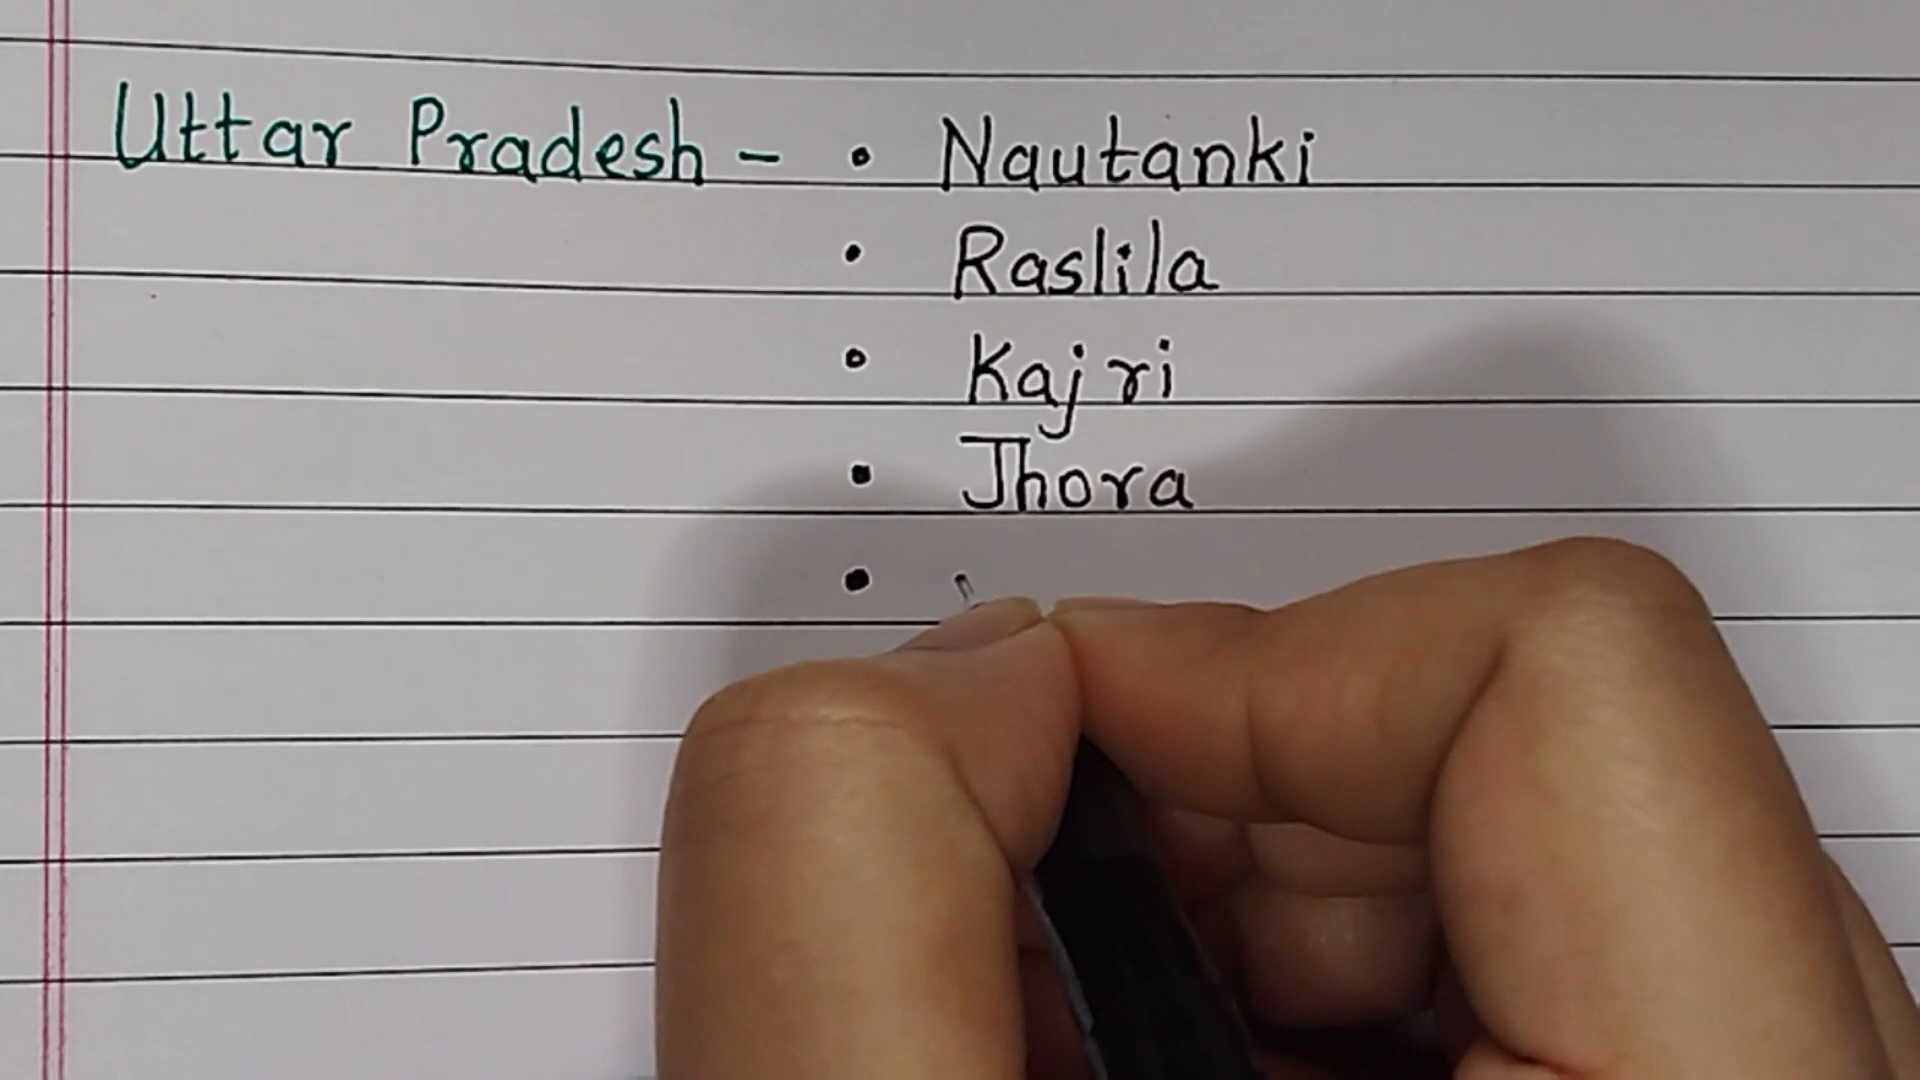 Uttar Pradesh - • Nautanki
• Raslila
• Kajri
• Jhora
•